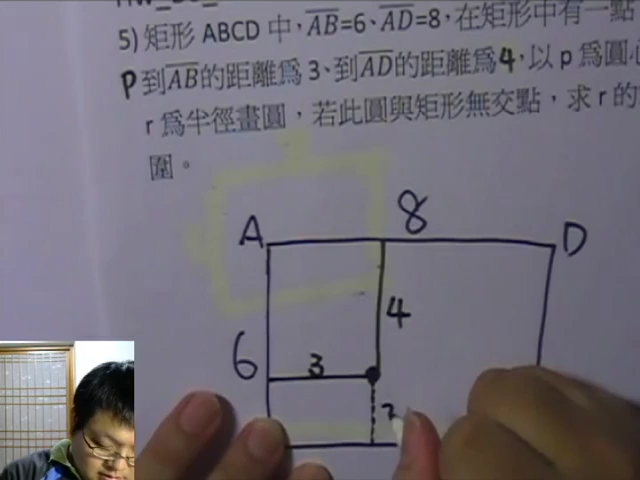 5) 矩形 ABCD 中，AB=6、AD=8，在矩形中有一點
P到AB的距離為 3、到AD的距離為4，以 p 為圓心
r 為半徑畫圓，若此圓與矩形無交點，求 r 的
圍。
A 8 D
4
6 3
2